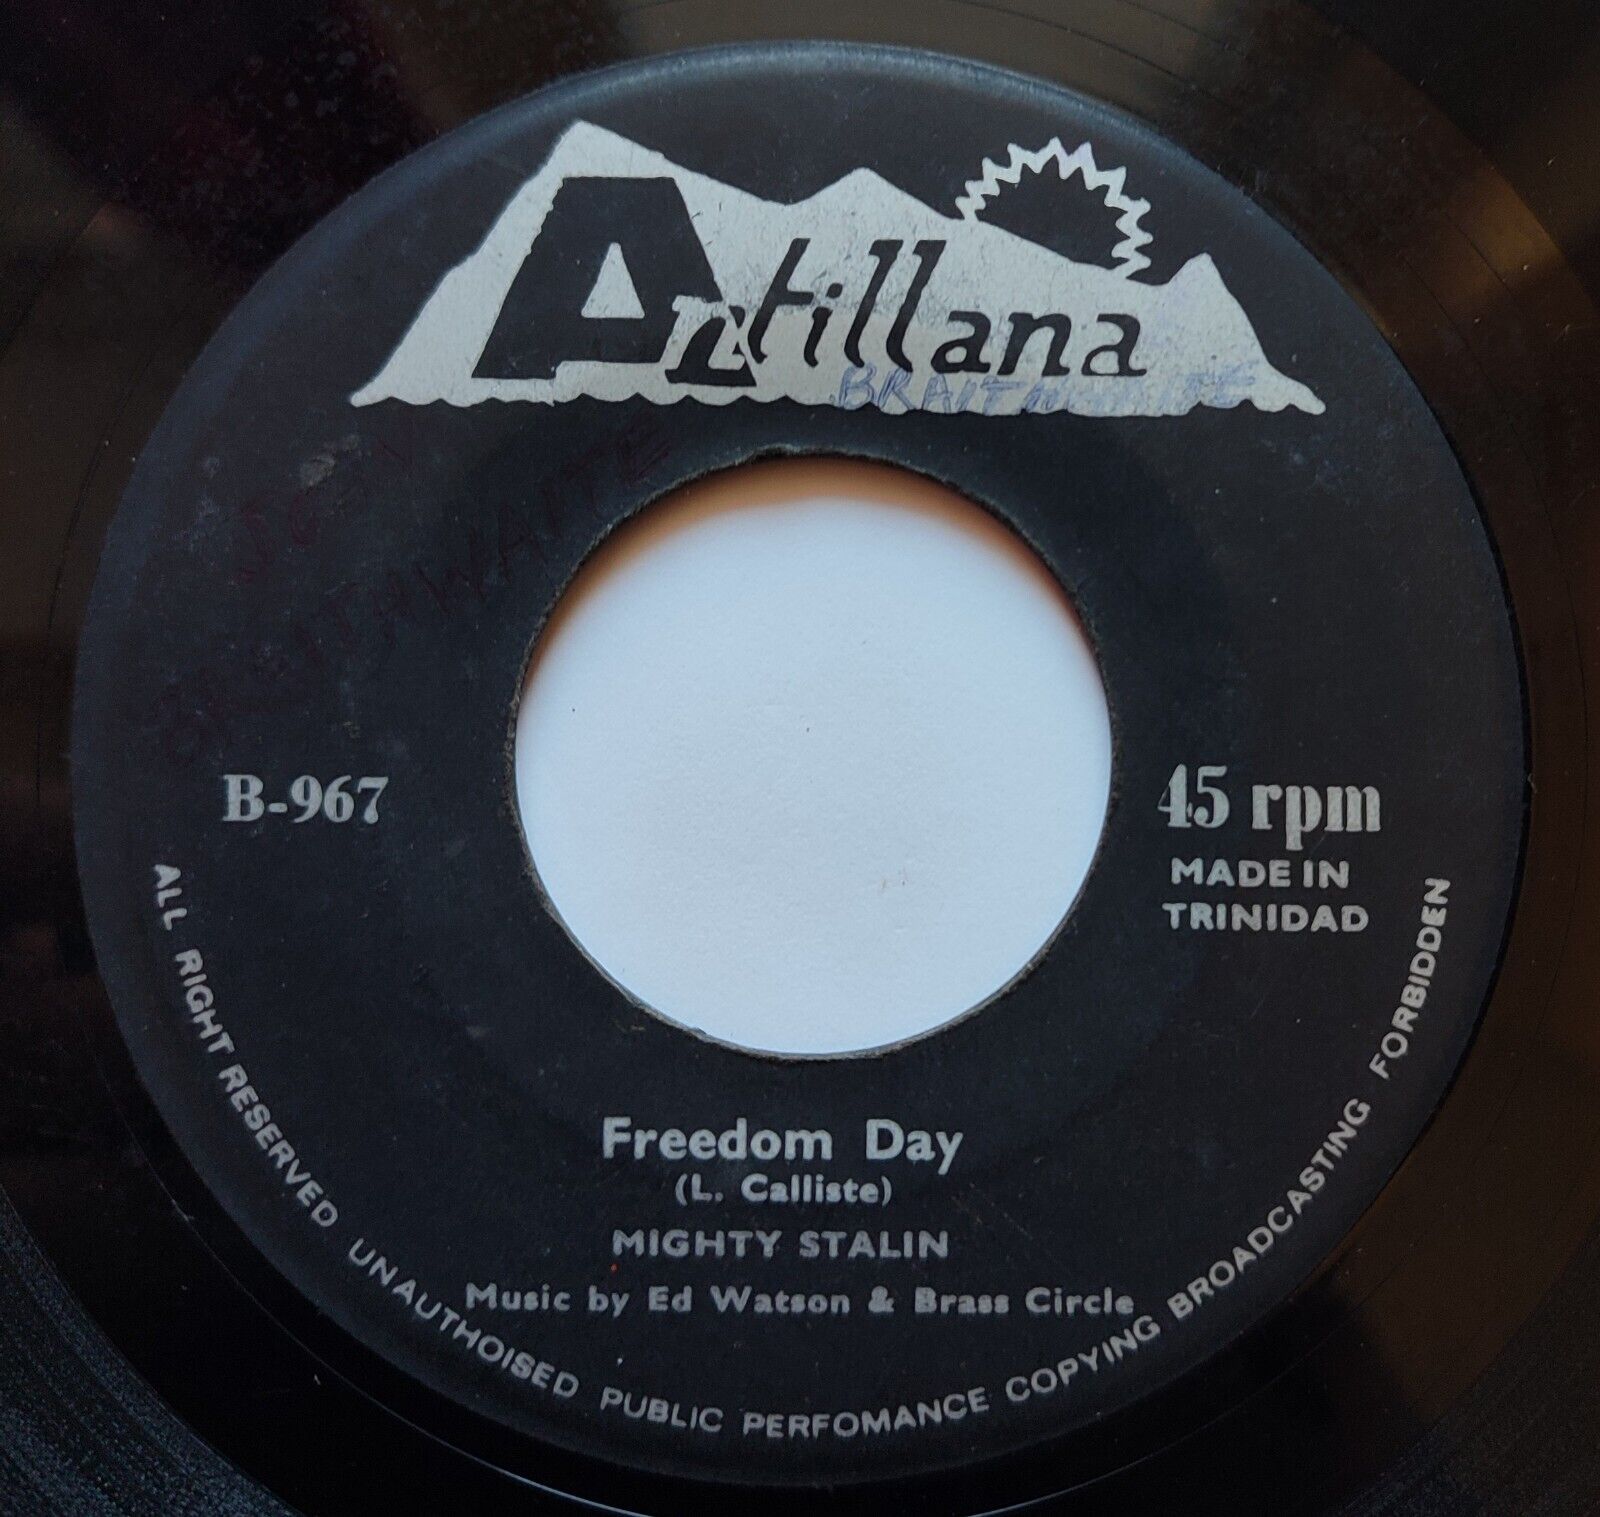 Antillana
BRAITHWAITE
BRAITHWAITE
B-967
45 rpm
MADE IN
TRINIDAD
Freedom Day
(L. Calliste)
MIGHTY STALIN
Music by Ed Watson & Brass Circle
ALL RIGHT RESERVED UNAUTHOISED PUBLIC PERFOMANCE COPYING BROADCASTING FORBIDDEN